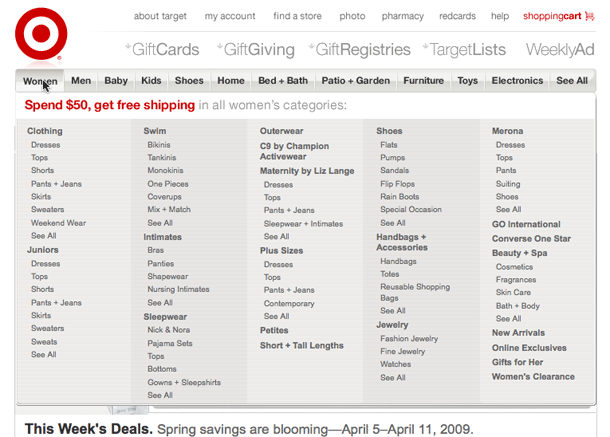 about target my account find a store photo pharmacy redcards help shoppingcart
*GiftCards *GiftGiving *GiftRegistries *TargetLists WeeklyAd
Women Men Baby Kids Shoes Home Bed + Bath Patio + Garden Furniture Toys Electronics See All
Spend $50, get free shipping in all women's categories:
Clothing
Dresses
Tops
Shorts
Pants + Jeans
Skirts
Sweaters
Weekend Wear
See All
Juniors
Dresses
Tops
Shorts
Pants + Jeans
Skirts
Sweaters
Sweats
See All
Swim
Bikinis
Tankinis
Monokinis
One Pieces
Coverups
Mix + Match
See All
Intimates
Bras
Panties
Shapewear
Nursing Intimates
See All
Sleepwear
Nick & Nora
Pajama Sets
Tops
Bottoms
Gowns + Sleepshirts
See All
Outerwear
C9 by Champion
Activewear
Maternity by Liz Lange
Dresses
Tops
Pants + Jeans
Sleepwear + Intimates
See All
Plus Sizes
Dresses
Tops
Pants + Jeans
Contemporary
See All
Petites
Short + Tall Lengths
Shoes
Flats
Pumps
Sandals
Flip Flops
Rain Boots
Special Occasion
See All
Handbags +
Accessories
Handbags
Totes
Reusable Shopping
Bags
See All
Jewelry
Fashion Jewelry
Fine Jewelry
Watches
See All
Merona
Dresses
Tops
Pants
Suiting
Shoes
See All
GO International
Converse One Star
Beauty + Spa
Cosmetics
Fragrances
Skin Care
Bath + Body
See All
New Arrivals
Online Exclusives
Gifts for Her
Women's Clearance
This Week's Deals. Spring savings are blooming—April 5–April 11, 2009.